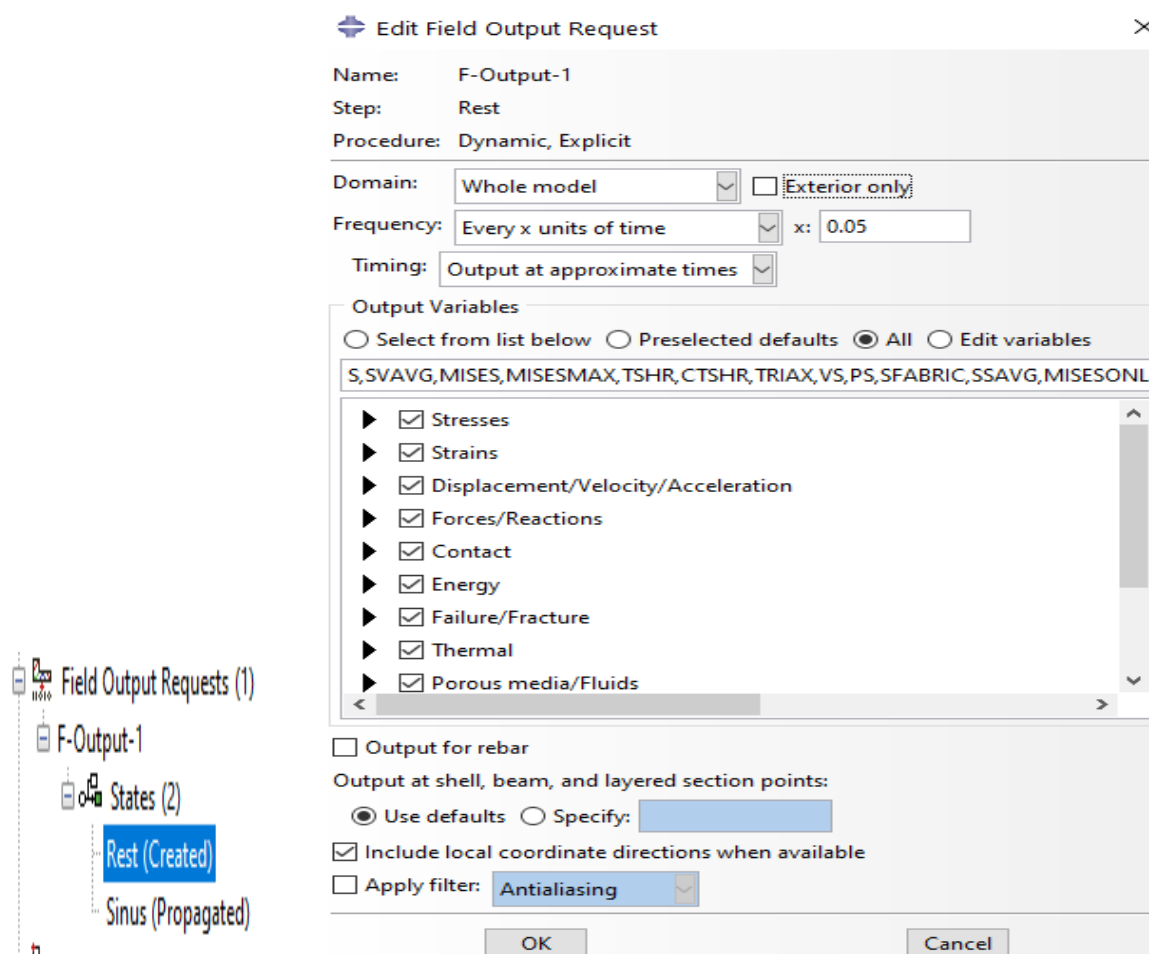 Edit Field Output Request
Name: F-Output-1
Step: Rest
Procedure: Dynamic, Explicit
Domain: Whole model Exterior only
Frequency: Every x units of time x: 0.05
Timing: Output at approximate times
Output Variables
Select from list below Preselected defaults All Edit variables
S,SVAVG,MISES,MISESMAX,TSHR,CTSHR,TRIAX,VS,PS,SFABRIC,SSAVG,MISESONL
Stresses
Strains
Displacement/Velocity/Acceleration
Forces/Reactions
Contact
Energy
Failure/Fracture
Thermal
Porous media/Fluids
Output for rebar
Output at shell, beam, and layered section points:
Use defaults Specify:
Include local coordinate directions when available
Apply filter: Antialiasing
OK Cancel
Field Output Requests (1)
F-Output-1
States (2)
Rest (Created)
Sinus (Propagated)